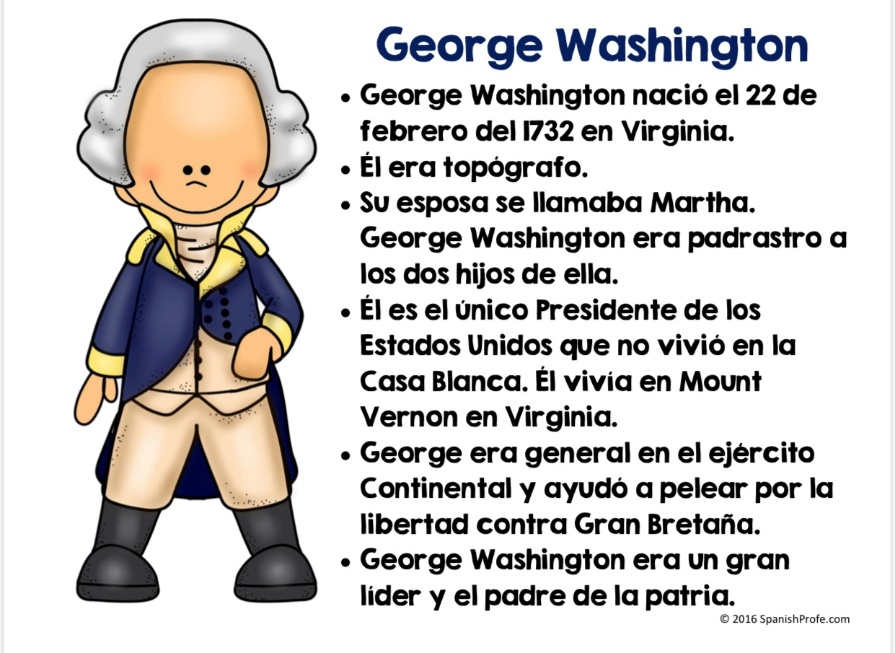 George Washington
• George Washington nació el 22 de
febrero del 1732 en Virginia.
• Él era topógrafo.
• Su esposa se llamaba Martha.
George Washington era padrastro a
los dos hijos de ella.
• Él es el único Presidente de los
Estados Unidos que no vivió en la
Casa Blanca. Él vivía en Mount
Vernon en Virginia.
• George era general en el ejército
Continental y ayudó a pelear por la
libertad contra Gran Bretaña.
• George Washington era un gran
líder y el padre de la patria.
© 2016 SpanishProfe.com